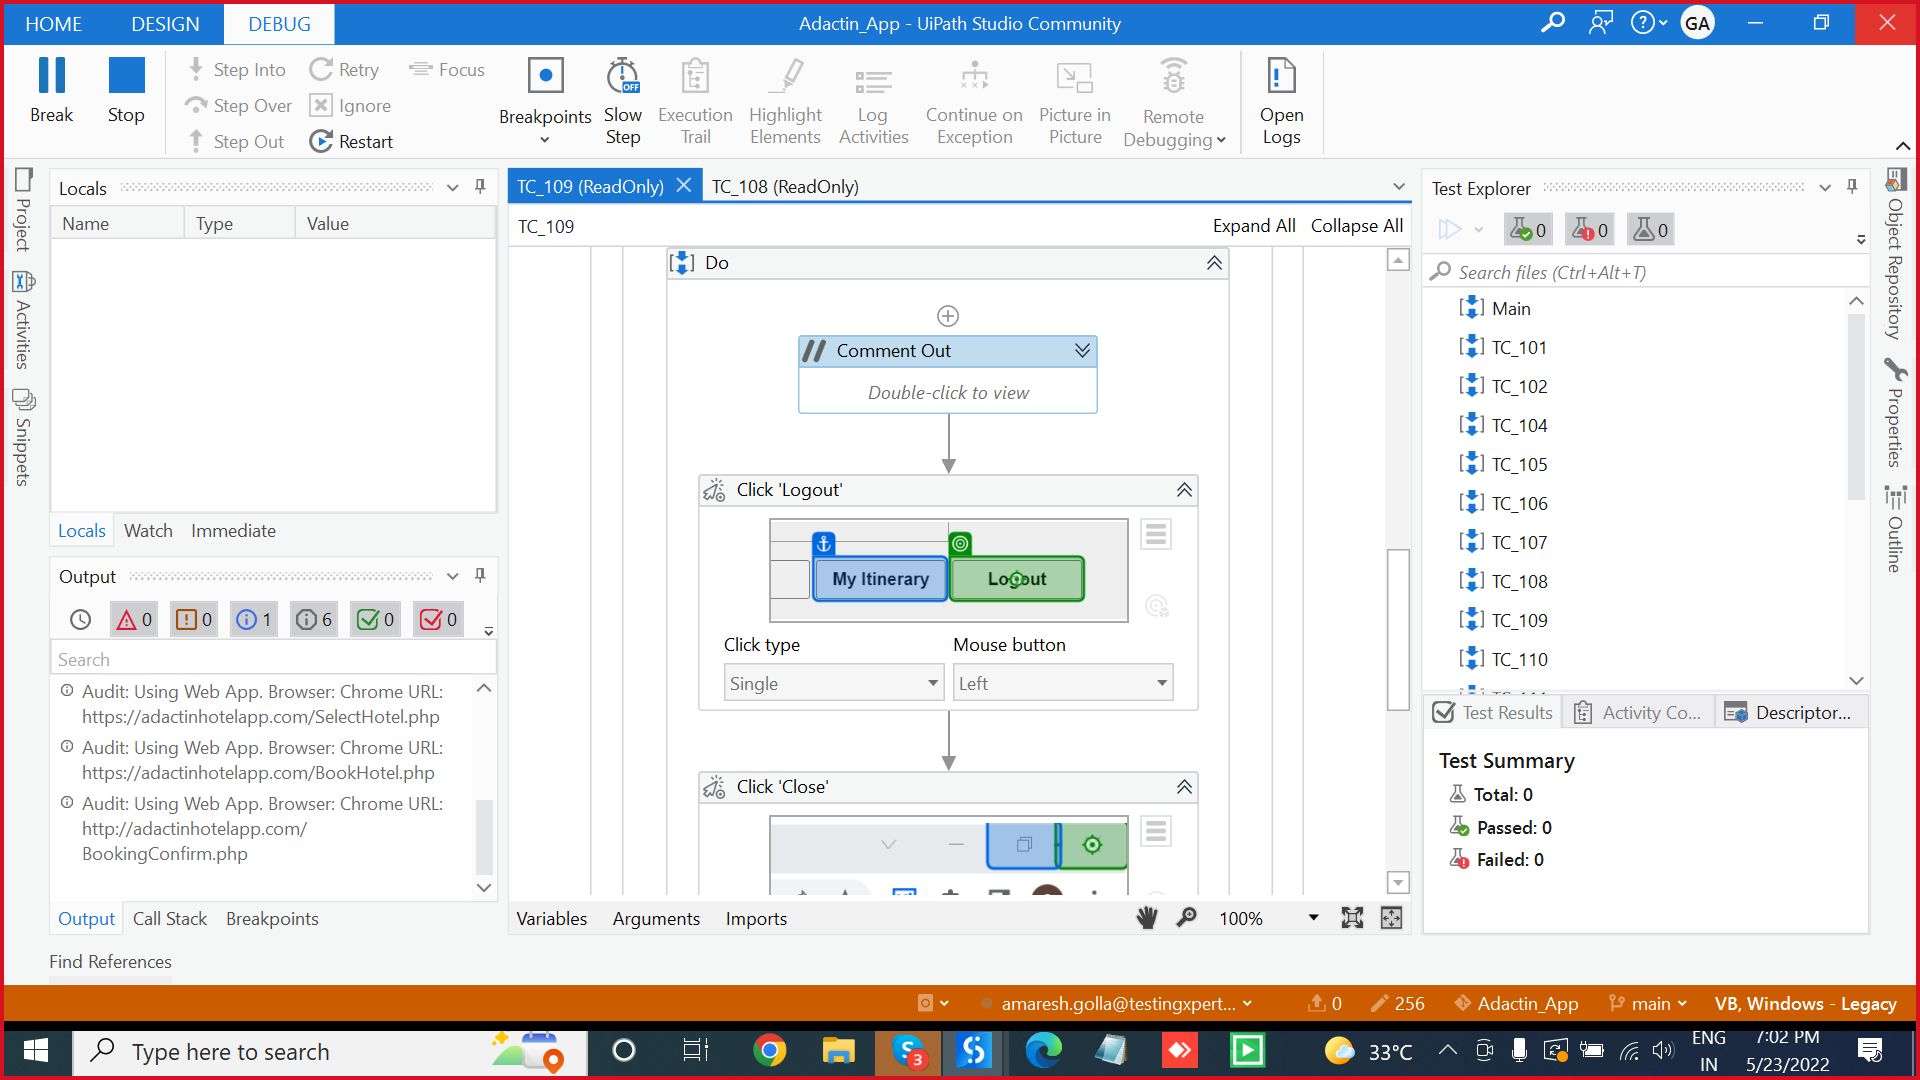 HOME DESIGN DEBUG Adactin_App - UiPath Studio Community GA
Break
Stop
Step Into
Step Over
Step Out
Retry
Ignore
Restart
Focus
Breakpoints
Slow
Step
Execution
Trail
Highlight
Elements
Log
Activities
Continue on
Exception
Picture in
Picture
Remote
Debugging
Open
Logs
Project
Activities
Snippets
Locals
Name Type Value
Locals Watch Immediate
Output
0 0 1 6 0 0
Search
Audit: Using Web App. Browser: Chrome URL:
https://adactinhotelapp.com/SelectHotel.php
Audit: Using Web App. Browser: Chrome URL:
https://adactinhotelapp.com/BookHotel.php
Audit: Using Web App. Browser: Chrome URL:
http://adactinhotelapp.com/
BookingConfirm.php
Output Call Stack Breakpoints
Find References
TC_109 (ReadOnly) TC_108 (ReadOnly)
TC_109 Expand All Collapse All
Do
// Comment Out
Double-click to view
Click 'Logout'
My Itinerary Logout
Click type Mouse button
Single Left
Click 'Close'
Variables Arguments Imports 100%
Test Explorer
0 0 0
Search files (Ctrl+Alt+T)
Main
TC_101
TC_102
TC_104
TC_105
TC_106
TC_107
TC_108
TC_109
TC_110
Test Results Activity Co... Descriptor...
Test Summary
Total: 0
Passed: 0
Failed: 0
Object Repository
Properties
Outline
amaresh.golla@testingxpert... 0 256 Adactin_App main VB, Windows - Legacy
Type here to search 3 33°C
ENG
IN
7:02 PM
5/23/2022